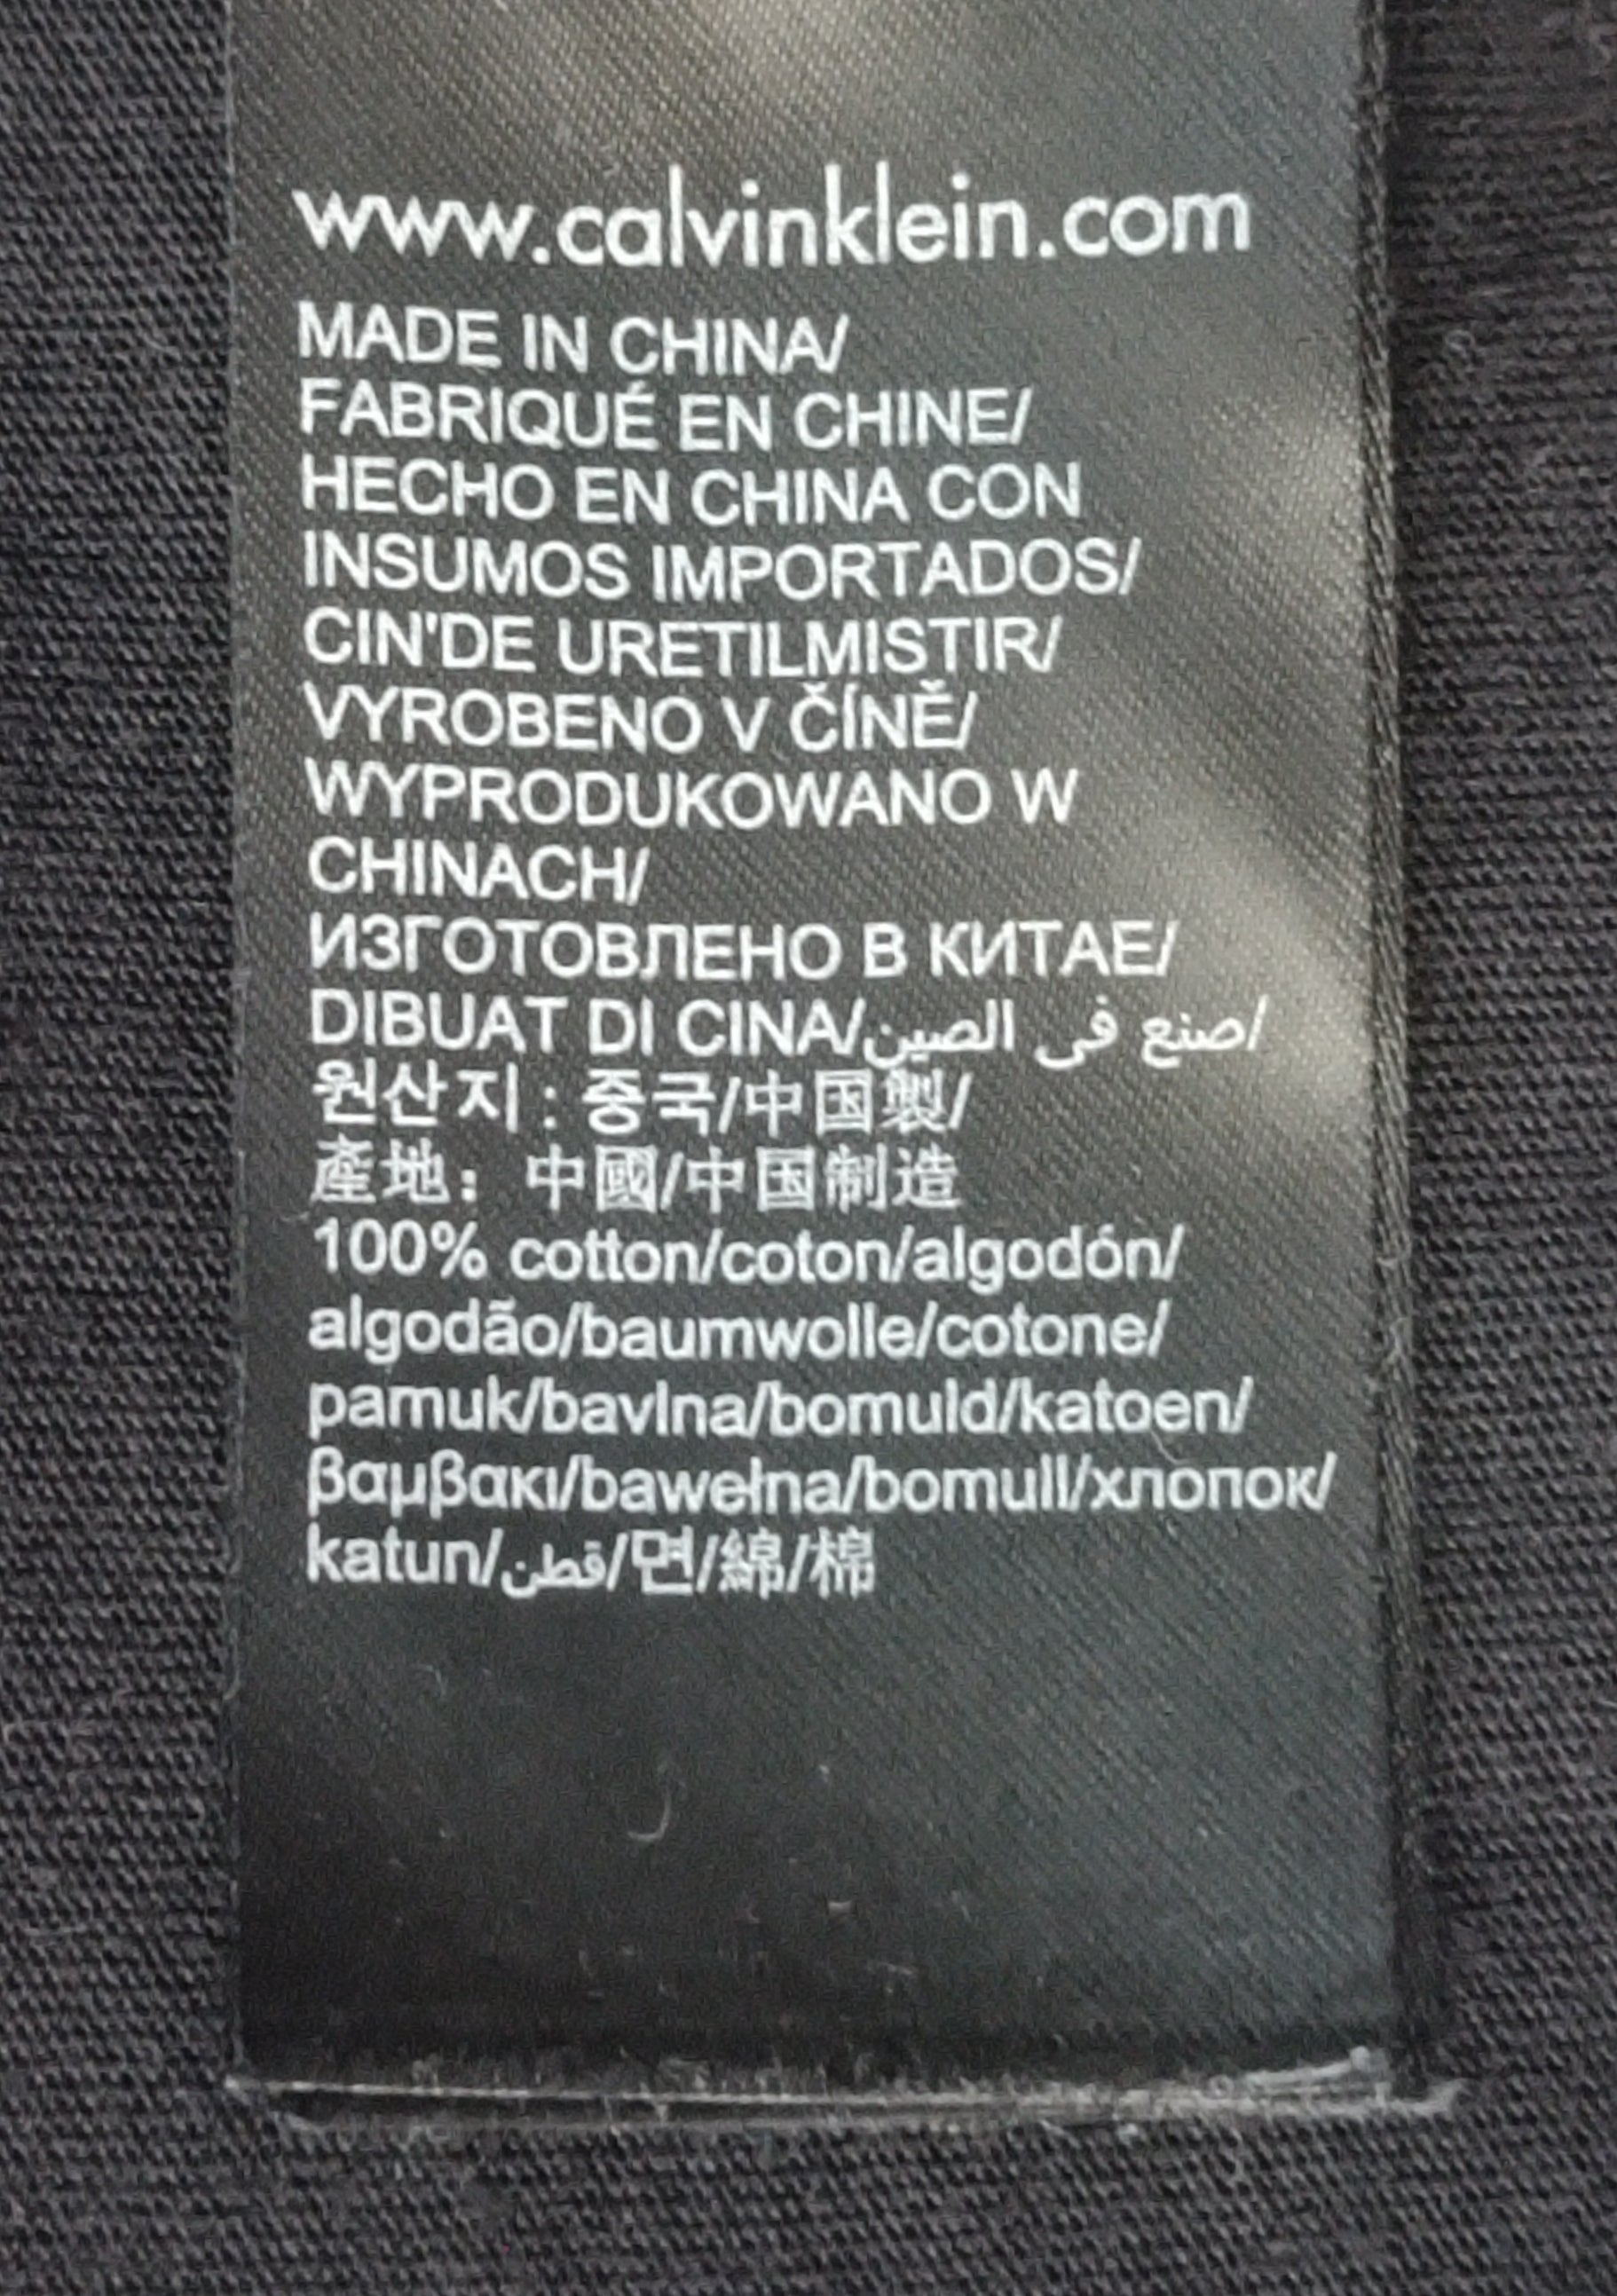 www.calvinklein.com
MADE IN CHINA/
FABRIQUÉ EN CHINE/
HECHO EN CHINA CON
INSUMOS IMPORTADOS/
CIN'DE URETILMISTIR/
VYROBENO V ČÍNĚ/
WYPRODUKOWANO W
CHINACH/
ИЗГОТОВЛЕНО В КИТАЕ/
DIBUAT DI CINA/صنع فى الصين/
원산지 : 중국/中国製/
產地： 中國/中国制造
100% cotton/coton/algodón/
algodão/baumwolle/cotone/
pamuk/bavlna/bomuld/katoen/
βαμβακι/bawełna/bomull/хлопок/
katun/قطن/면/綿/棉